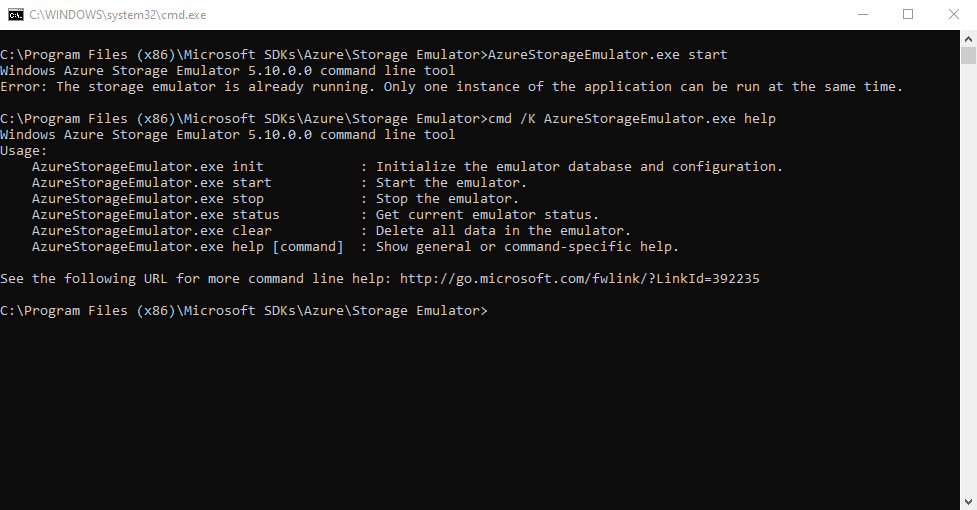 C:\WINDOWS\system32\cmd.exe
C:\Program Files (x86)\Microsoft SDKs\Azure\Storage Emulator>AzureStorageEmulator.exe start
Windows Azure Storage Emulator 5.10.0.0 command line tool
Error: The storage emulator is already running. Only one instance of the application can be run at the same time.
C:\Program Files (x86)\Microsoft SDKs\Azure\Storage Emulator>cmd /K AzureStorageEmulator.exe help
Windows Azure Storage Emulator 5.10.0.0 command line tool
Usage:
    AzureStorageEmulator.exe init            : Initialize the emulator database and configuration.
    AzureStorageEmulator.exe start           : Start the emulator.
    AzureStorageEmulator.exe stop            : Stop the emulator.
    AzureStorageEmulator.exe status          : Get current emulator status.
    AzureStorageEmulator.exe clear           : Delete all data in the emulator.
    AzureStorageEmulator.exe help [command]  : Show general or command-specific help.
See the following URL for more command line help: http://go.microsoft.com/fwlink/?LinkId=392235
C:\Program Files (x86)\Microsoft SDKs\Azure\Storage Emulator>